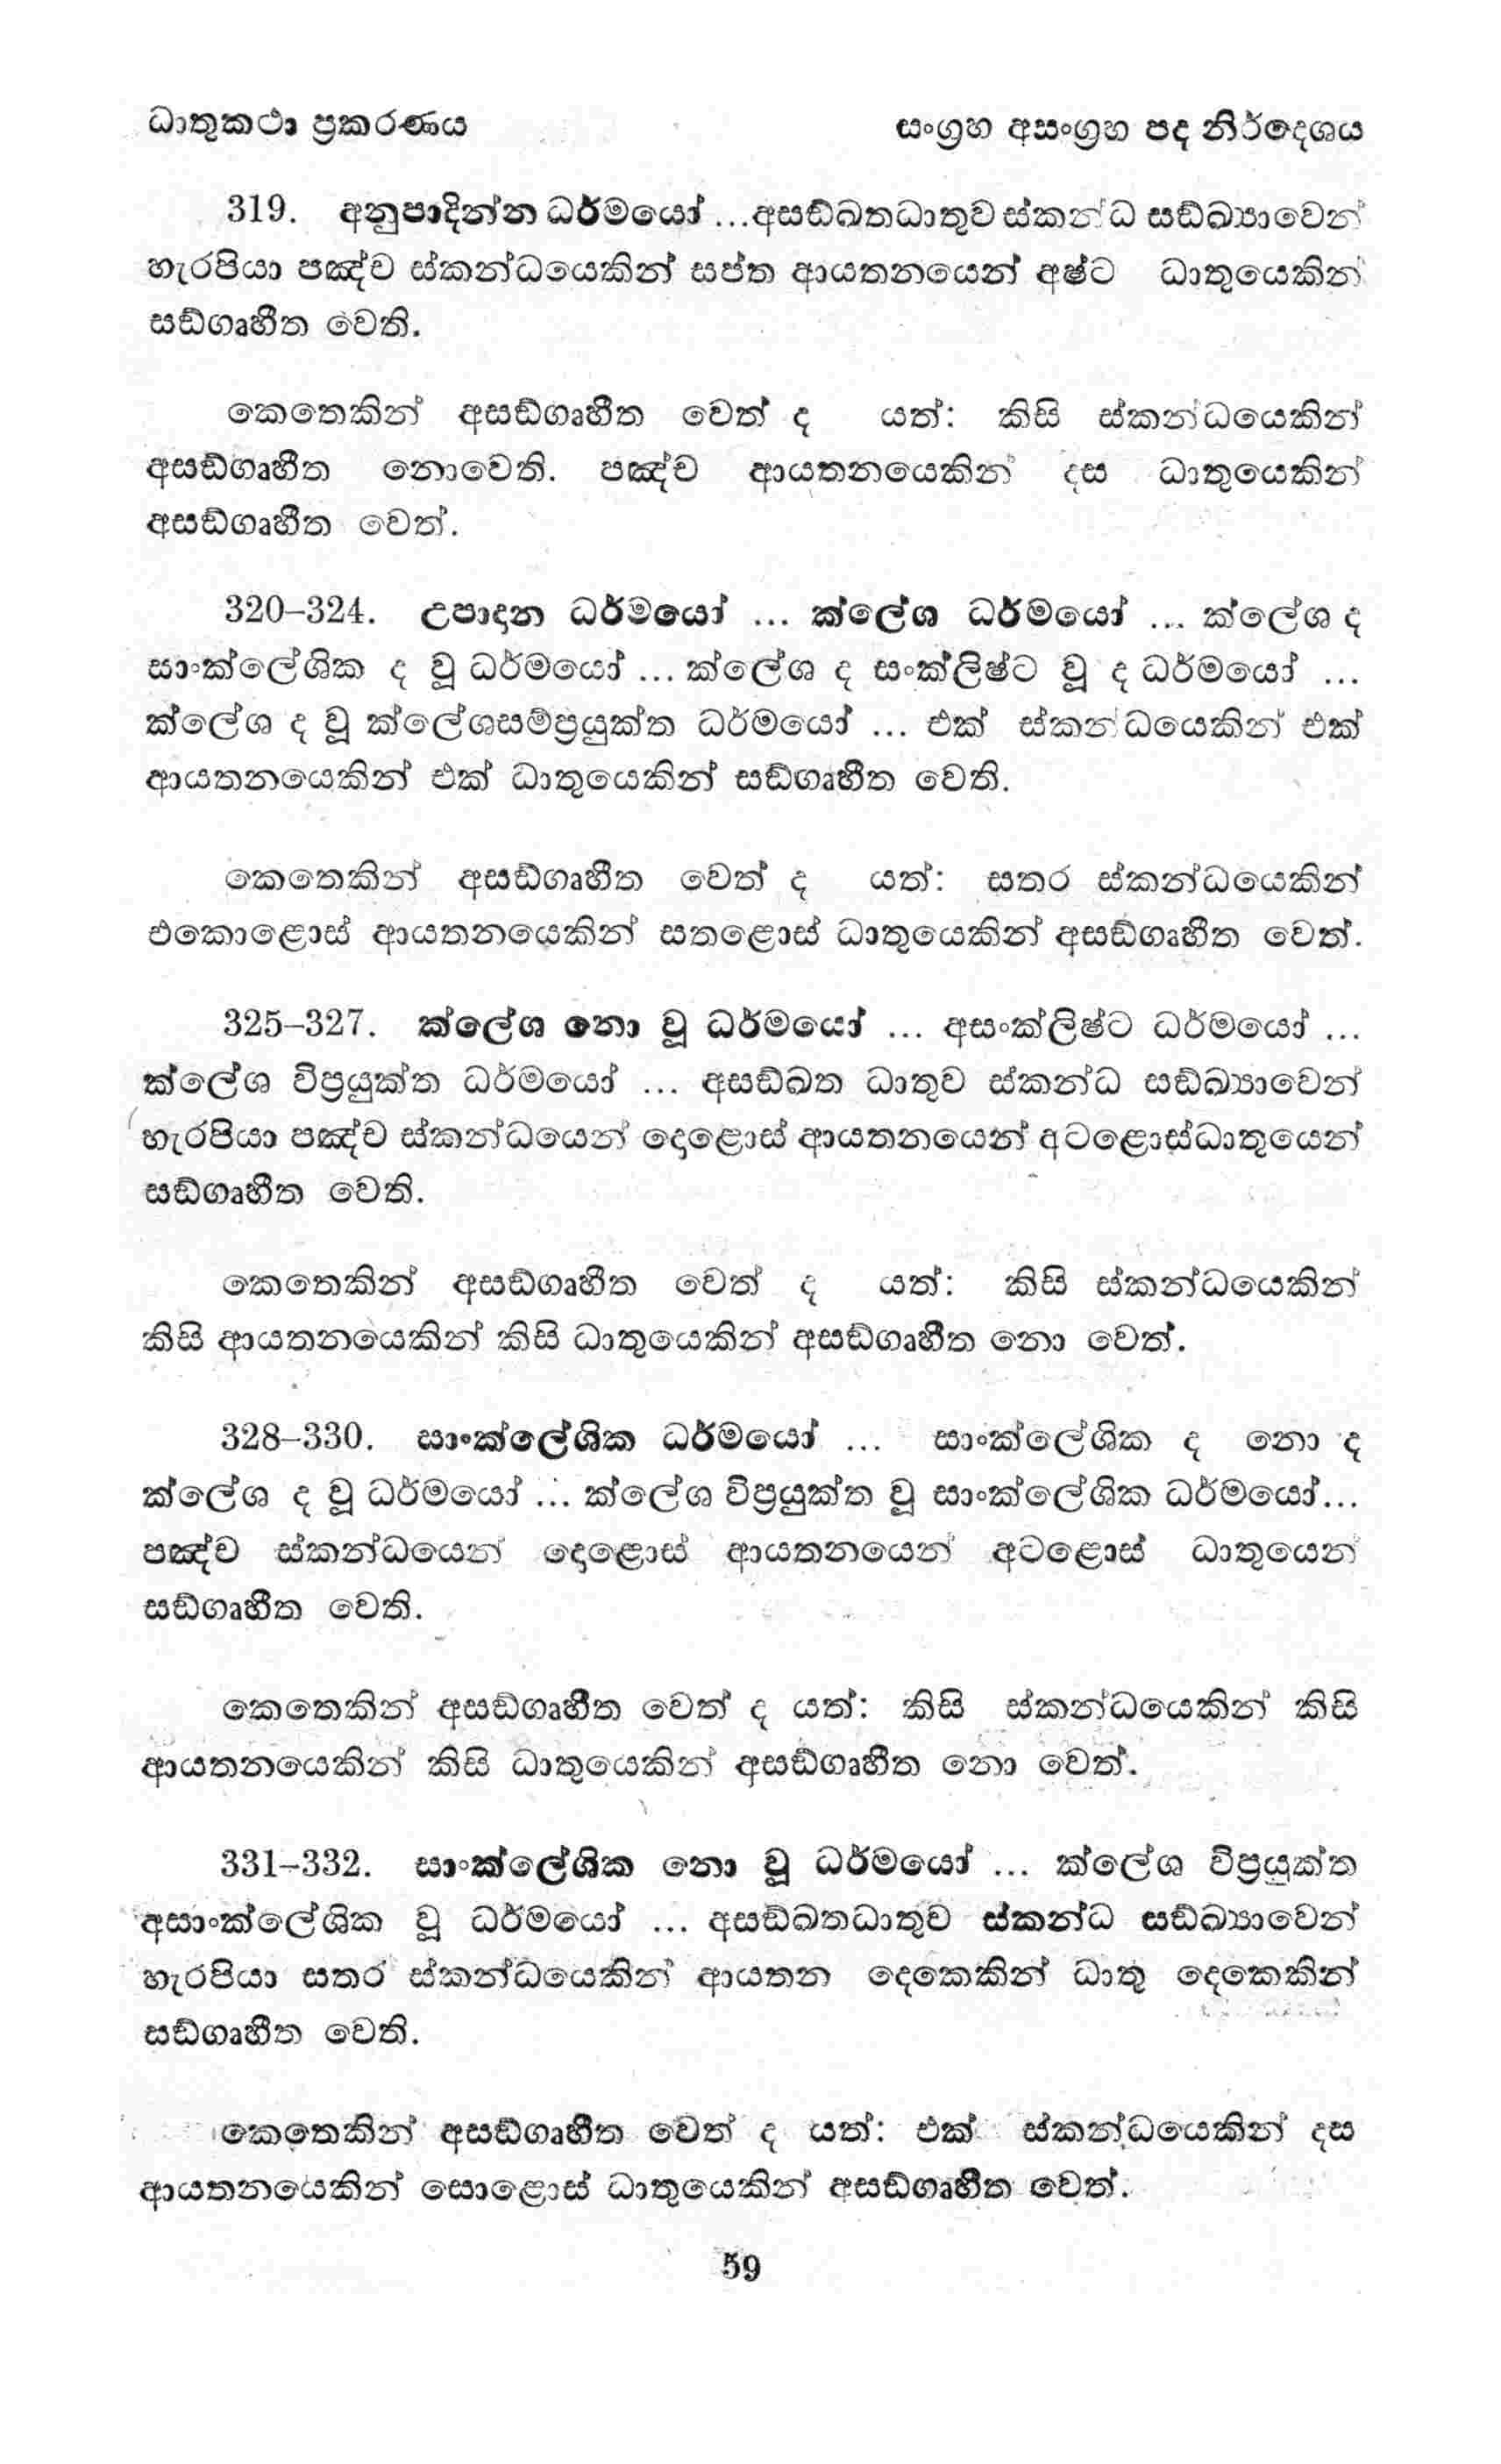 ධාතුකථා ප්‍රකරණය
සංග්‍රහ අසංග්‍රහ පද නිර්දෙශය
319. අනුපාදින්න ධර්මයෝ ...අසඞ්ඛතධාතුව ස්කන්ධ සඞ්ඛ්‍යාවෙන්
හැරපියා පඤ්ච ස්කන්ධයෙකින් සප්ත ආයතනයෙන් අෂ්ට ධාතුයෙකින්
සඞ්ගෘහීත වෙති.
කෙතෙකින් අසඞ්ගෘහීත වෙත් ද යත්: කිසි ස්කන්ධයෙකින්
අසඞ්ගෘහීත නොවෙති. පඤ්ච ආයතනයෙකින් දස ධාතුයෙකින්
අසඞ්ගෘහීත වෙත්.
320–324. උපාදාන ධර්මයෝ ... ක්ලේශ ධර්මයෝ ... ක්ලේශ ද
සාංක්ලේශික ද වූ ධර්මයෝ ... ක්ලේශ ද සංක්ලිෂ්ට වූ ද ධර්මයෝ ...
ක්ලේශ ද වූ ක්ලේශසම්ප්‍රයුක්ත ධර්මයෝ ... එක් ස්කන්ධයෙකින් එක්
ආයතනයෙකින් එක් ධාතුයෙකින් සඞ්ගෘහීත වෙති.
කෙතෙකින් අසඞ්ගෘහීත වෙත් ද යත්: සතර ස්කන්ධයෙකින්
එකොළොස් ආයතනයෙකින් සතළොස් ධාතුයෙකින් අසඞ්ගෘහීත වෙත්.
325–327. ක්ලේශ නො වූ ධර්මයෝ ... අසංක්ලිෂ්ට ධර්මයෝ ...
ක්ලේශ විප්‍රයුක්ත ධර්මයෝ ... අසඞ්ඛත ධාතුව ස්කන්ධ සඞ්ඛ්‍යාවෙන්
හැරපියා පඤ්ච ස්කන්ධයෙන් දොළොස් ආයතනයෙන් අටළොස්ධාතුයෙන්
සඞ්ගෘහීත වෙති.
කෙතෙකින් අසඞ්ගෘහීත වෙත් ද යත්: කිසි ස්කන්ධයෙකින්
කිසි ආයතනයෙකින් කිසි ධාතුයෙකින් අසඞ්ගෘහීත නො වෙත්.
328–330. සාංක්ලේශික ධර්මයෝ ... සාංක්ලේශික ද නො ද
ක්ලේශ ද වූ ධර්මයෝ ... ක්ලේශ විප්‍රයුක්ත වූ සාංක්ලේශික ධර්මයෝ...
පඤ්ච ස්කන්ධයෙන් දොළොස් ආයතනයෙන් අටළොස් ධාතුයෙන්
සඞ්ගෘහීත වෙති.
කෙතෙකින් අසඞ්ගෘහීත වෙත් ද යත්: කිසි ස්කන්ධයෙකින් කිසි
ආයතනයෙකින් කිසි ධාතුයෙකින් අසඞ්ගෘහීත නො වෙත්.
331–332. සාංක්ලේශික නො වූ ධර්මයෝ ... ක්ලේශ විප්‍රයුක්ත
අසාංක්ලේශික වූ ධර්මයෝ ... අසඞ්ඛතධාතුව ස්කන්ධ සඞ්ඛ්‍යාවෙන්
හැරපියා සතර ස්කන්ධයෙකින් ආයතන දෙකෙකින් ධාතු දෙකෙකින්
සඞ්ගෘහීත වෙති.
කෙතෙකින් අසඞ්ගෘහීත වෙත් ද යත්: එක් ස්කන්ධයෙකින් දස
ආයතනයෙකින් සොළොස් ධාතුයෙකින් අසඞ්ගෘහීත වෙත්.
59